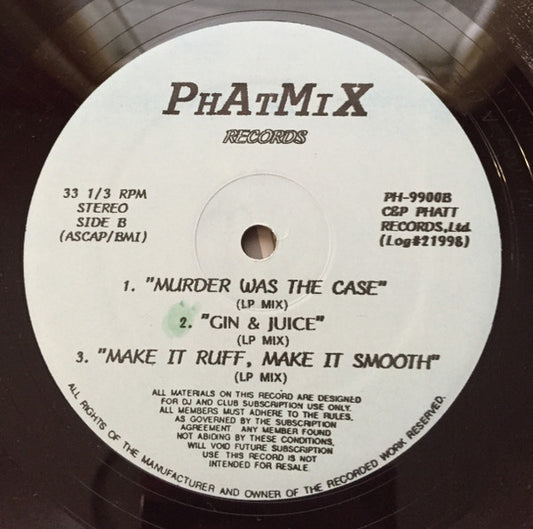 PHATMIX
RECORDS
33 1/3 RPM
STEREO
SIDE B
(ASCAP/BMI)
PH-9900B
C&P PHATT
RECORDS,Ltd.
(Log#21998)
1. "MURDER WAS THE CASE"
(LP MIX)
2. "GIN & JUICE"
(LP MIX)
3. "MAKE IT RUFF, MAKE IT SMOOTH"
(LP MIX)
ALL MATERIALS ON THIS RECORD ARE DESIGNED
FOR DJ AND CLUB SUBSCRIPTION USE ONLY.
ALL MEMBERS MUST ADHERE TO THE RULES,
AS GOVERNED BY THE SUBSCRIPTION
AGREEMENT ANY MEMBER FOUND
NOT ABIDING BY THESE CONDITIONS,
WILL VOID FUTURE SUBSCRIPTION
USE THIS RECORD IS NOT
INTENDED FOR RESALE.
ALL RIGHTS OF THE MANUFACTURER AND OWNER OF THE RECORDED WORK RESERVED.